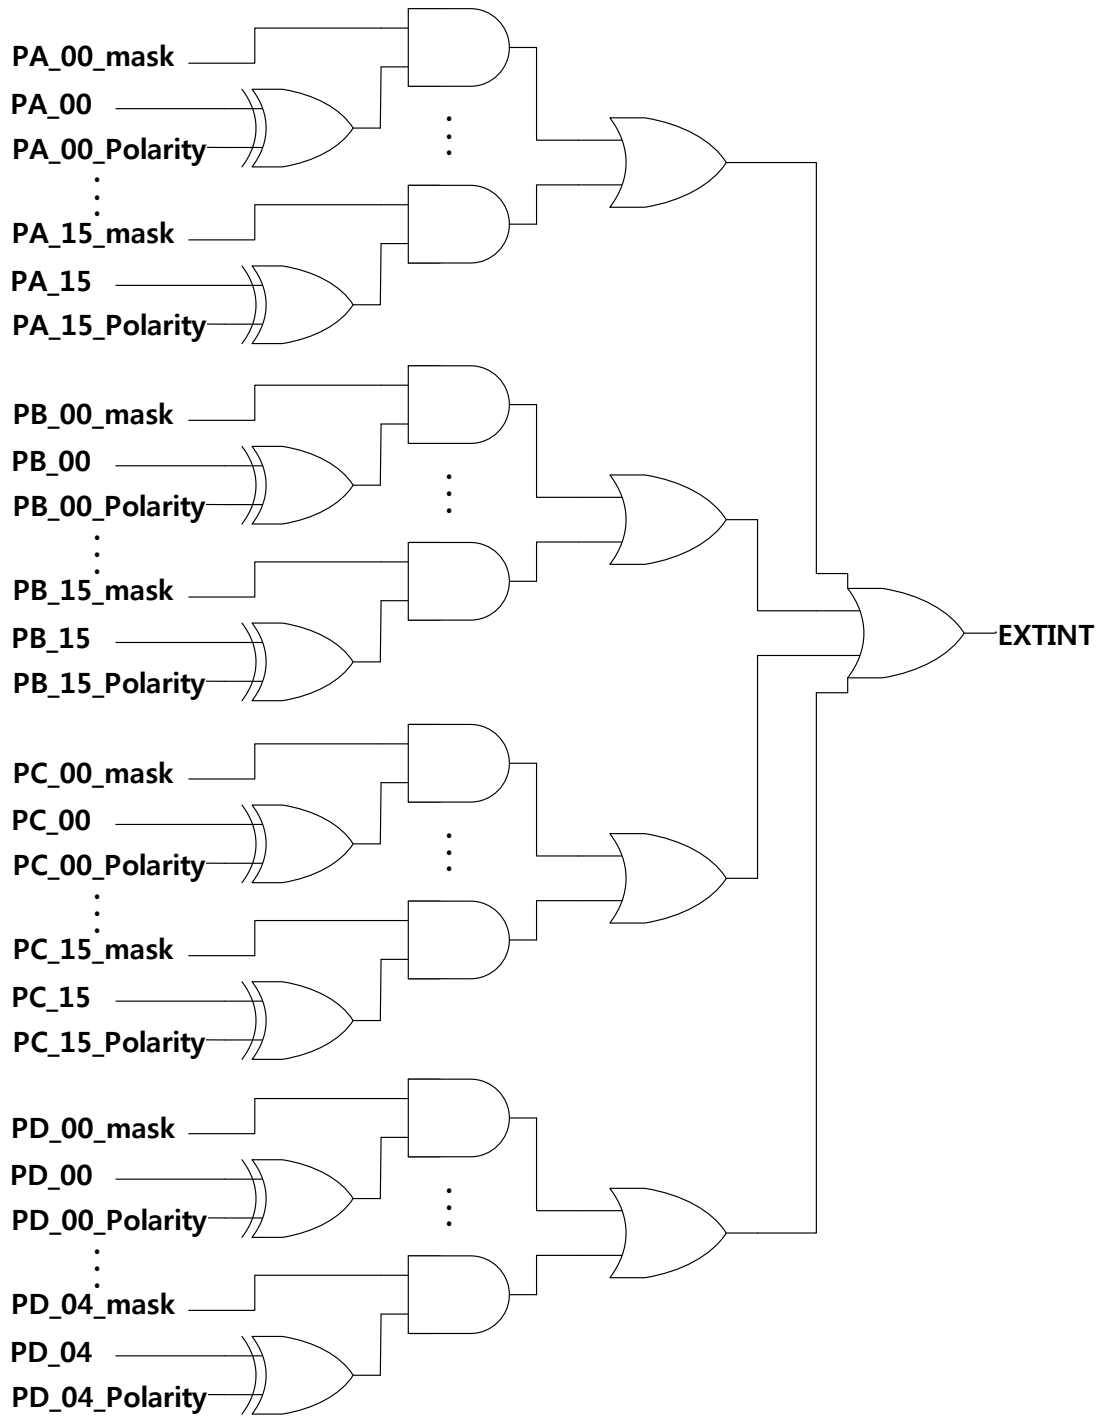 PA_00_mask
PA_00
PA_00_Polarity
PA_15_mask
PA_15
PA_15_Polarity
PB_00_mask
PB_00
PB_00_Polarity
PB_15_mask
PB_15
PB_15_Polarity
EXTINT
PC_00_mask
PC_00
PC_00_Polarity
PC_15_mask
PC_15
PC_15_Polarity
PD_00_mask
PD_00
PD_00_Polarity
PD_04_mask
PD_04
PD_04_Polarity